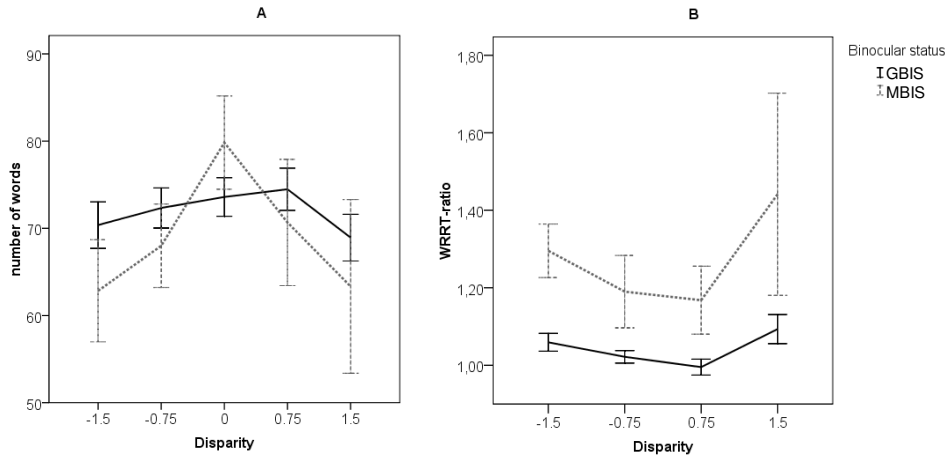 A
number of words
90
80
70
60
50
-1.5 -0.75 0 0.75 1.5
Disparity
B
WRRT-ratio
1,80
1,60
1,40
1,20
1,00
-1.5 -0.75 0.75 1.5
Disparity
Binocular status
GBIS
MBIS